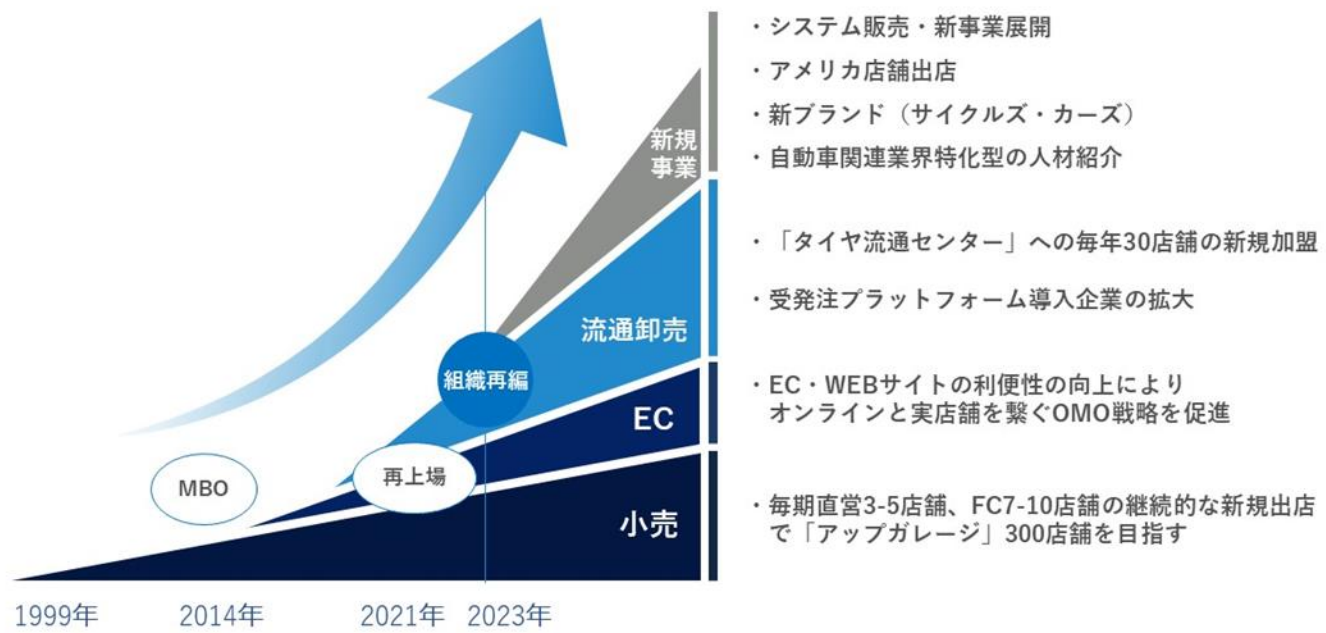 ・システム販売・新事業展開
・アメリカ店舗出店
・新ブランド（サイクルズ・カーズ）
・自動車関連業界特化型の人材紹介
新規
事業
・「タイヤ流通センター」への毎年30店舗の新規加盟
・受発注プラットフォーム導入企業の拡大
流通卸売
組織再編
・EC・WEBサイトの利便性の向上により
オンラインと実店舗を繋ぐOMO戦略を促進
EC
MBO
再上場
・毎期直営3-5店舗、FC7-10店舗の継続的な新規出店
で「アップガレージ」300店舗を目指す
小売
1999年
2014年
2021年
2023年